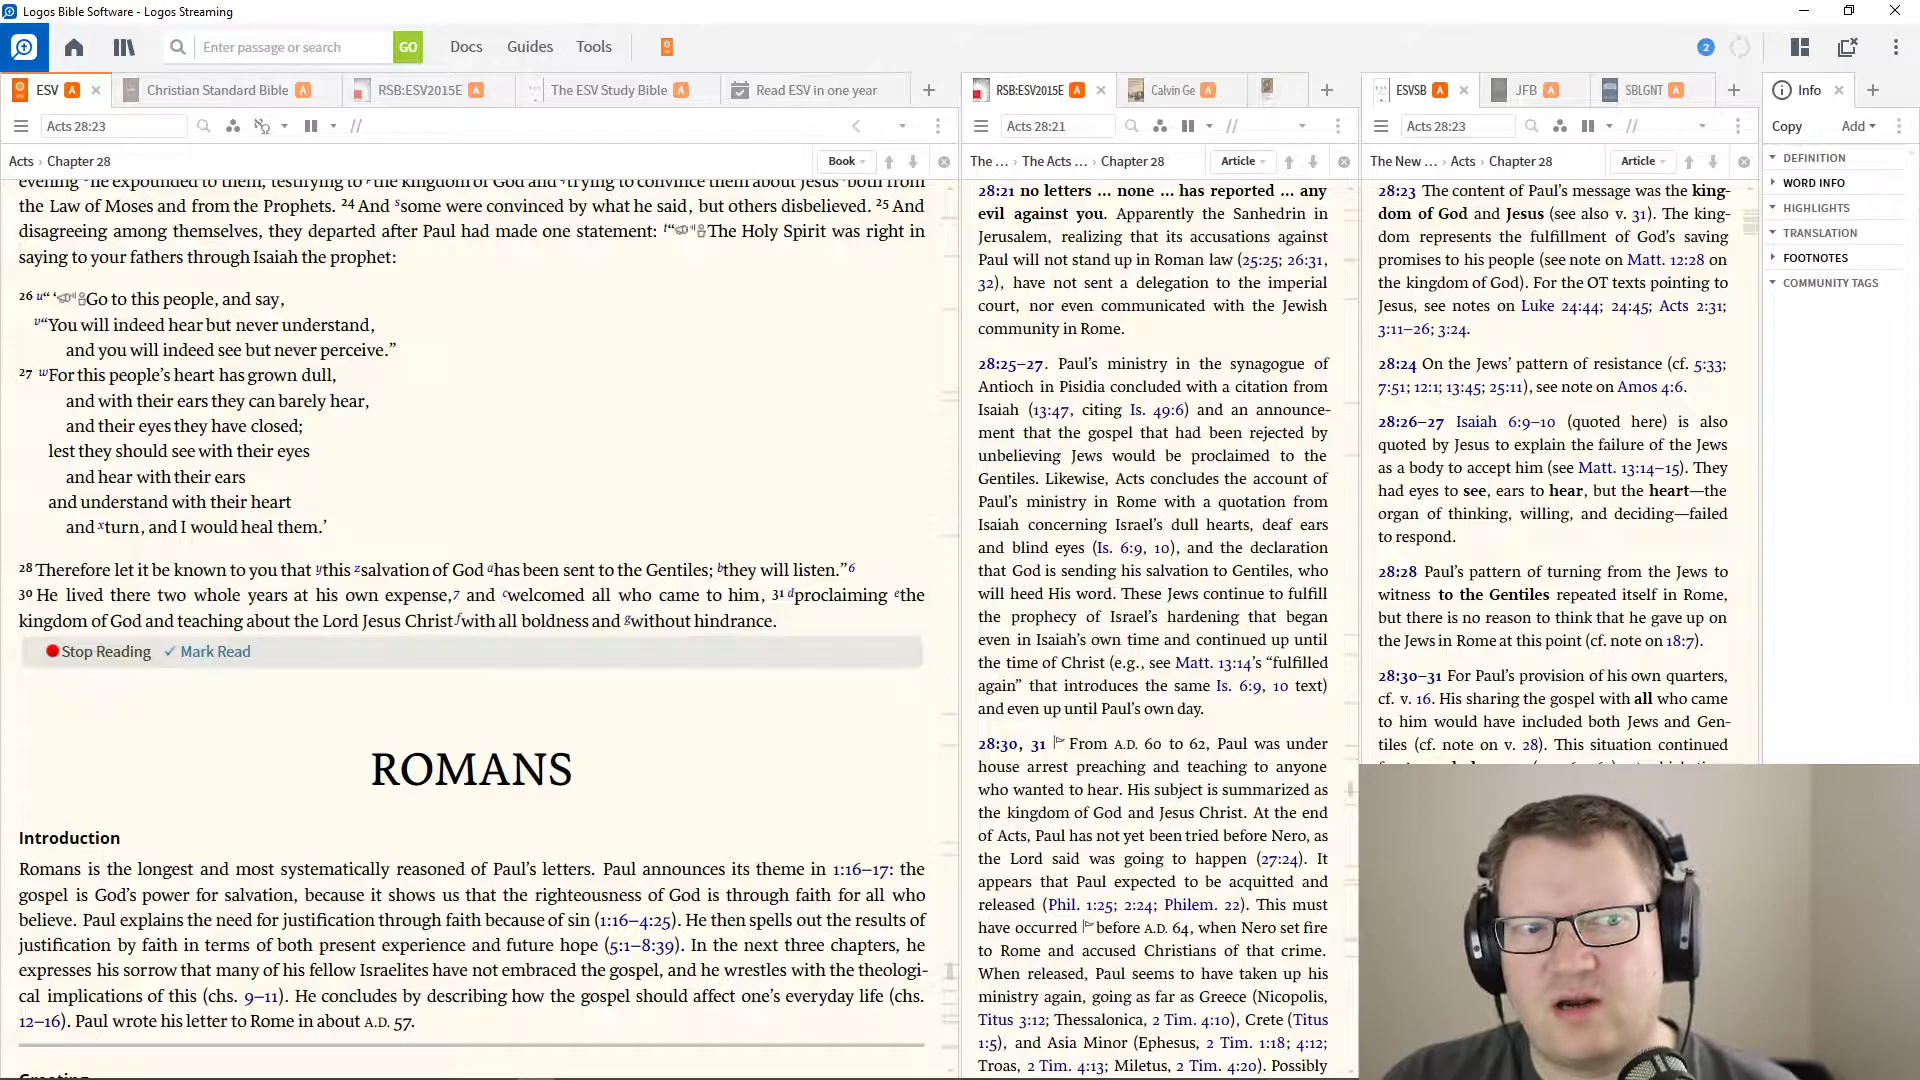 Logos Bible Software - Logos Streaming
Enter passage or search
GO
Docs
Guides
Tools
2
ESV A
Christian Standard Bible A
RSB:ESV2015E A
The ESV Study Bible A
Read ESV in one year
Acts 28:23
Acts › Chapter 28
Book
evening he expounded to them, testifying to the kingdom of God and trying to convince them about Jesus both from
the Law of Moses and from the Prophets. 24 And s some were convinced by what he said, but others disbelieved. 25 And
disagreeing among themselves, they departed after Paul had made one statement: t “The Holy Spirit was right in
saying to your fathers through Isaiah the prophet:
26 u “ ‘Go to this people, and say,
v “You will indeed hear but never understand,
and you will indeed see but never perceive.”
27 w For this people’s heart has grown dull,
and with their ears they can barely hear,
and their eyes they have closed;
lest they should see with their eyes
and hear with their ears
and understand with their heart
and x turn, and I would heal them.’
28 Therefore let it be known to you that y this z salvation of God a has been sent to the Gentiles; b they will listen.” 6
30 He lived there two whole years at his own expense, 7 and c welcomed all who came to him, 31 d proclaiming e the
kingdom of God and teaching about the Lord Jesus Christ f with all boldness and g without hindrance.
Stop Reading ✓ Mark Read
ROMANS
Introduction
Romans is the longest and most systematically reasoned of Paul’s letters. Paul announces its theme in 1:16–17: the
gospel is God’s power for salvation, because it shows us that the righteousness of God is through faith for all who
believe. Paul explains the need for justification through faith because of sin (1:16–4:25). He then spells out the results of
justification by faith in terms of both present experience and future hope (5:1–8:39). In the next three chapters, he
expresses his sorrow that many of his fellow Israelites have not embraced the gospel, and he wrestles with the theologi-
cal implications of this (chs. 9–11). He concludes by describing how the gospel should affect one’s everyday life (chs.
12–16). Paul wrote his letter to Rome in about A.D. 57.
Greeting
RSB:ESV2015E A
Calvin Ge A
Acts 28:21
The ... › The Acts ... › Chapter 28
Article
28:21 no letters ... none ... has reported ... any
evil against you. Apparently the Sanhedrin in
Jerusalem, realizing that its accusations against
Paul will not stand up in Roman law (25:25; 26:31,
32), have not sent a delegation to the imperial
court, nor even communicated with the Jewish
community in Rome.
28:25–27. Paul’s ministry in the synagogue of
Antioch in Pisidia concluded with a citation from
Isaiah (13:47, citing Is. 49:6) and an announce-
ment that the gospel that had been rejected by
unbelieving Jews would be proclaimed to the
Gentiles. Likewise, Acts concludes the account of
Paul’s ministry in Rome with a quotation from
Isaiah concerning Israel’s dull hearts, deaf ears
and blind eyes (Is. 6:9, 10), and the declaration
that God is sending his salvation to Gentiles, who
will heed His word. These Jews continue to fulfill
the prophecy of Israel’s hardening that began
even in Isaiah’s own time and continued up until
the time of Christ (e.g., see Matt. 13:14’s “fulfilled
again” that introduces the same Is. 6:9, 10 text)
and even up until Paul’s own day.
28:30, 31 From A.D. 60 to 62, Paul was under
house arrest preaching and teaching to anyone
who wanted to hear. His subject is summarized as
the kingdom of God and Jesus Christ. At the end
of Acts, Paul has not yet been tried before Nero, as
the Lord said was going to happen (27:24). It
appears that Paul expected to be acquitted and
released (Phil. 1:25; 2:24; Philem. 22). This must
have occurred before A.D. 64, when Nero set fire
to Rome and accused Christians of that crime.
When released, Paul seems to have taken up his
ministry again, going as far as Greece (Nicopolis,
Titus 3:12; Thessalonica, 2 Tim. 4:10), Crete (Titus
1:5), and Asia Minor (Ephesus, 2 Tim. 1:18; 4:12;
Troas, 2 Tim. 4:13; Miletus, 2 Tim. 4:20). Possibly
ESVSB A
JFB A
SBLGNT A
Acts 28:23
The New ... › Acts › Chapter 28
Article
28:23 The content of Paul’s message was the king-
dom of God and Jesus (see also v. 31). The king-
dom represents the fulfillment of God’s saving
promises to his people (see note on Matt. 12:28 on
the kingdom of God). For the OT texts pointing to
Jesus, see notes on Luke 24:44; 24:45; Acts 2:31;
3:11–26; 3:24.
28:24 On the Jews’ pattern of resistance (cf. 5:33;
7:51; 12:1; 13:45; 25:11), see note on Amos 4:6.
28:26–27 Isaiah 6:9–10 (quoted here) is also
quoted by Jesus to explain the failure of the Jews
as a body to accept him (see Matt. 13:14–15). They
had eyes to see, ears to hear, but the heart—the
organ of thinking, willing, and deciding—failed
to respond.
28:28 Paul’s pattern of turning from the Jews to
witness to the Gentiles repeated itself in Rome,
but there is no reason to think that he gave up on
the Jews in Rome at this point (cf. note on 18:7).
28:30–31 For Paul’s provision of his own quarters,
cf. v. 16. His sharing the gospel with all who came
to him would have included both Jews and Gen-
tiles (cf. note on v. 28). This situation continued
Info
Copy
Add
DEFINITION
WORD INFO
HIGHLIGHTS
TRANSLATION
FOOTNOTES
COMMUNITY TAGS